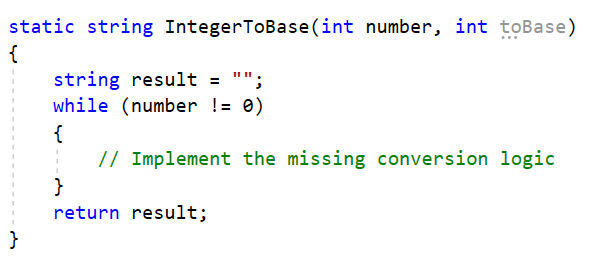 static string IntegerToBase(int number, int toBase)
{
    string result = "";
    while (number != 0)
    {
        // Implement the missing conversion logic
    }
    return result;
}